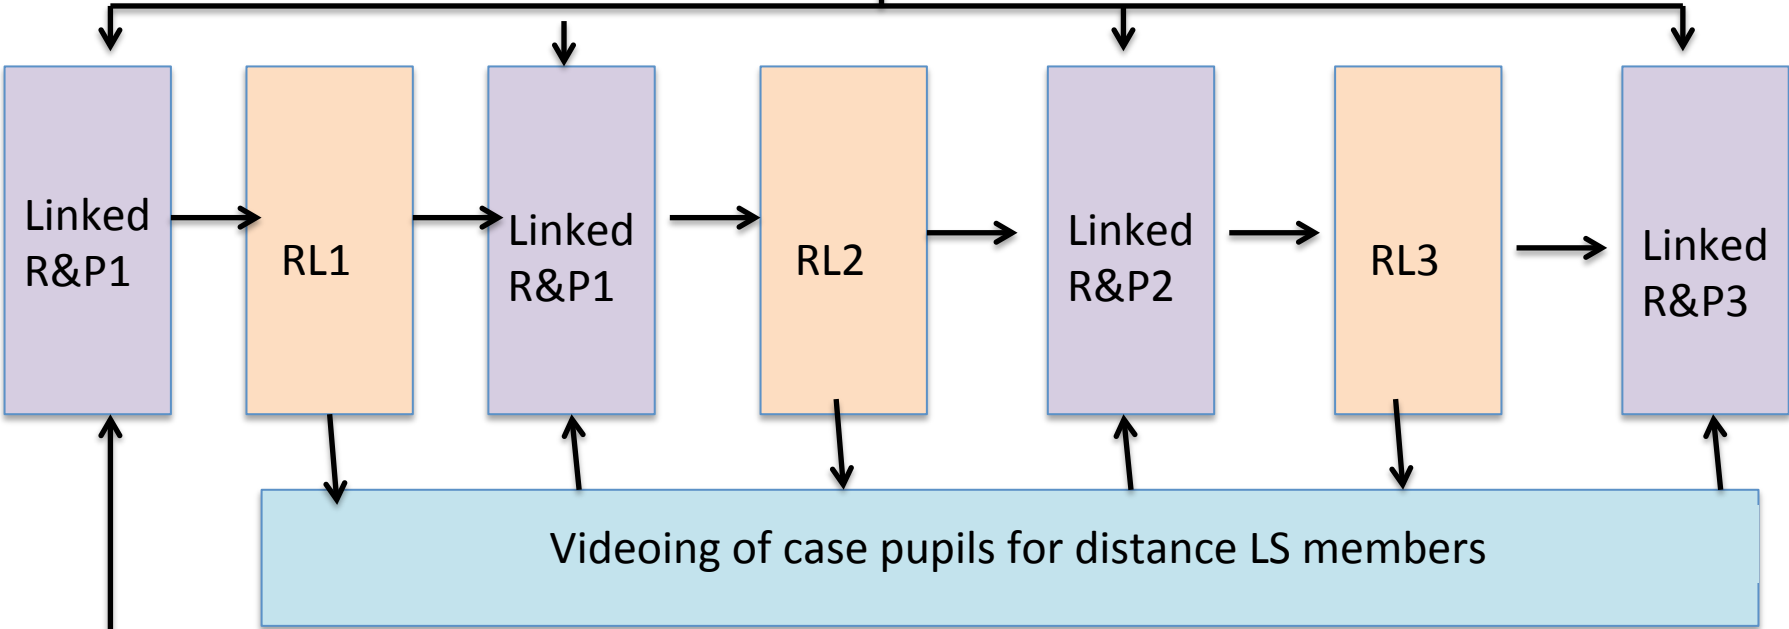 Linked
R&P1
RL1
Linked
R&P1
RL2
Linked
R&P2
RL3
Linked
R&P3
Videoing of case pupils for distance LS members